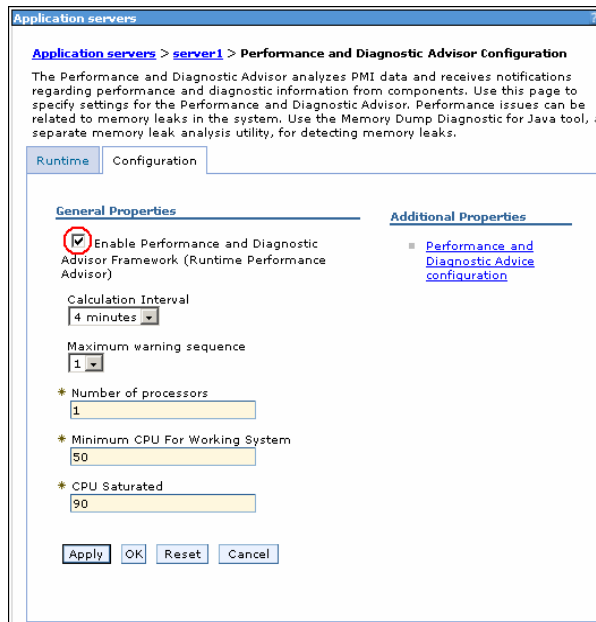 Application servers
Application servers > server1 > Performance and Diagnostic Advisor Configuration
The Performance and Diagnostic Advisor analyzes PMI data and receives notifications
regarding performance and diagnostic information from components. Use this page to
specify settings for the Performance and Diagnostic Advisor. Performance issues can be
related to memory leaks in the system. Use the Memory Dump Diagnostic for Java tool,
separate memory leak analysis utility, for detecting memory leaks.
Runtime
Configuration
General Properties
Enable Performance and Diagnostic
Advisor Framework (Runtime Performance
Advisor)
Calculation Interval
4 minutes
Maximum warning sequence
1
* Number of processors
1
* Minimum CPU For Working System
50
* CPU Saturated
90
Apply OK Reset Cancel
Additional Properties
Performance and
Diagnostic Advice
configuration